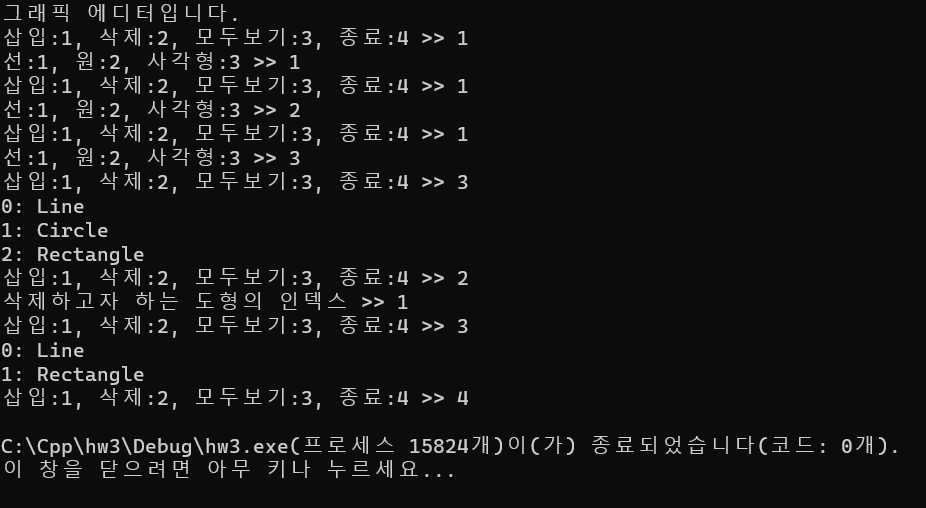 그래픽 에디터입니다.
삽입:1, 삭제:2, 모두보기:3, 종료:4 >> 1
선:1, 원:2, 사각형:3 >> 1
삽입:1, 삭제:2, 모두보기:3, 종료:4 >> 1
선:1, 원:2, 사각형:3 >> 2
삽입:1, 삭제:2, 모두보기:3, 종료:4 >> 1
선:1, 원:2, 사각형:3 >> 3
삽입:1, 삭제:2, 모두보기:3, 종료:4 >> 3
0: Line
1: Circle
2: Rectangle
삽입:1, 삭제:2, 모두보기:3, 종료:4 >> 2
삭제하고자 하는 도형의 인덱스 >> 1
삽입:1, 삭제:2, 모두보기:3, 종료:4 >> 3
0: Line
1: Rectangle
삽입:1, 삭제:2, 모두보기:3, 종료:4 >> 4
C:\Cpp\hw3\Debug\hw3.exe(프로세스 15824개)이(가) 종료되었습니다(코드: 0개).
이 창을 닫으려면 아무 키나 누르세요...